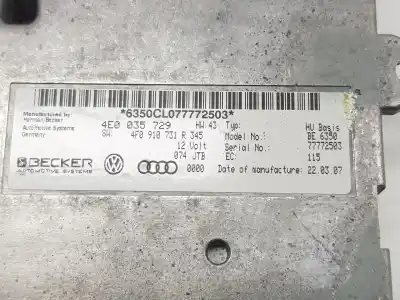 *6350CL077772503*
Manufactured by:
Harman/Becker
Automotive Systems
Germany
4E0 035 729 HW 43 Typ: HU Basis
SW: 4F0 910 731 R 345 Model No.: BE 6350
12 Volt Serial No.: 77772503
074 JTB EC: 115
BECKER
AUTOMOTIVE SYSTEMS
0000 Date of manufacture: 22.03.07